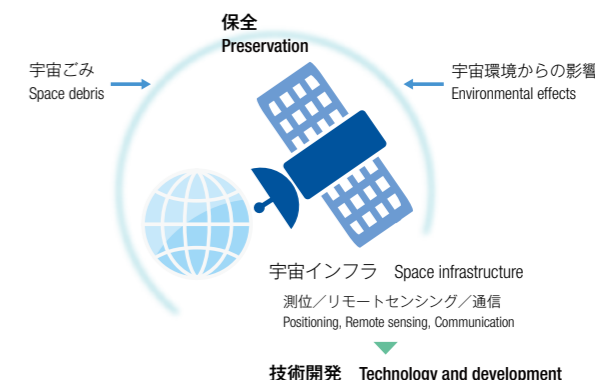 保全
Preservation
宇宙ごみ
Space debris
宇宙環境からの影響
Environmental effects
宇宙インフラ Space infrastructure
測位／リモートセンシング／通信
Positioning, Remote sensing, Communication
技術開発 Technology and development